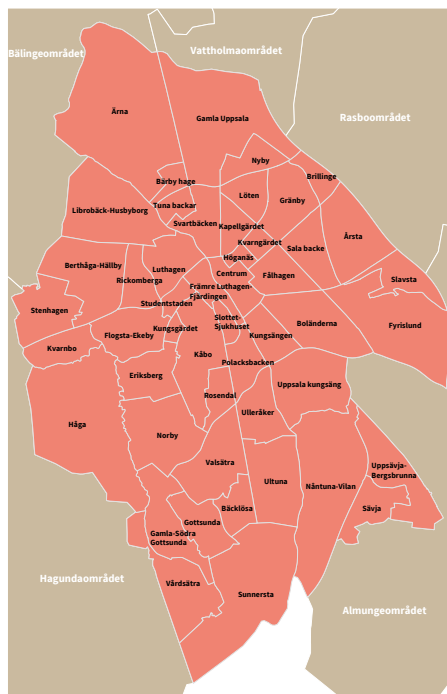 Bälingeområdet
Vattholmaområdet
Ärna
Gamla Uppsala
Rasboområdet
Nyby
Brillinge
Bärby hage
Löten
Gränby
Tuna backar
Librobäck-Husbyborg
Svartbäcken
Kapellgärdet
Årsta
Kvarngärdet
Sala backe
Höganäs
Berthåga-Hällby
Luthagen
Centrum
Fålhagen
Rickomberga
Slavsta
Främre Luthagen-
Fjärdingen
Studentstaden
Stenhagen
Slottet-
Sjukhuset
Boländerna
Fyrislund
Kungsgärdet
Flogsta-Ekeby
Kungsängen
Kvarnbo
Kåbo
Polacksbacken
Eriksberg
Uppsala kungsäng
Rosendal
Ulleråker
Håga
Norby
Valsätra
Uppsävja-
Bergsbrunna
Ultuna
Nåntuna-Vilan
Bäcklösa
Sävja
Gottsunda
Gamla-Södra
Gottsunda
Hagundaområdet
Vårdsätra
Sunnersta
Almungeområdet